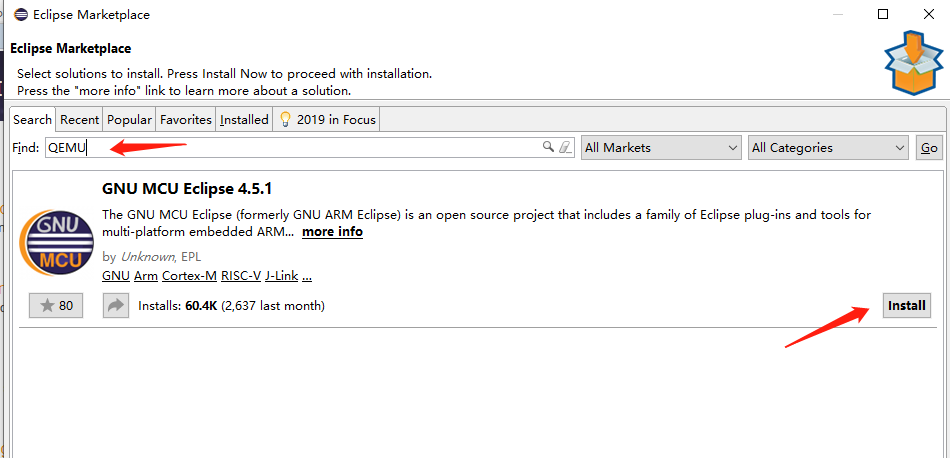 Eclipse Marketplace
Eclipse Marketplace
Select solutions to install. Press Install Now to proceed with installation.
Press the "more info" link to learn more about a solution.
Search Recent Popular Favorites Installed 2019 in Focus
Find: QEMU All Markets All Categories Go
GNU MCU Eclipse 4.5.1
The GNU MCU Eclipse (formerly GNU ARM Eclipse) is an open source project that includes a family of Eclipse plug-ins and tools for
multi-platform embedded ARM... more info
GNU
MCU
by Unknown, EPL
GNU Arm Cortex-M RISC-V J-Link ...
80 Installs: 60.4K (2,637 last month) Install